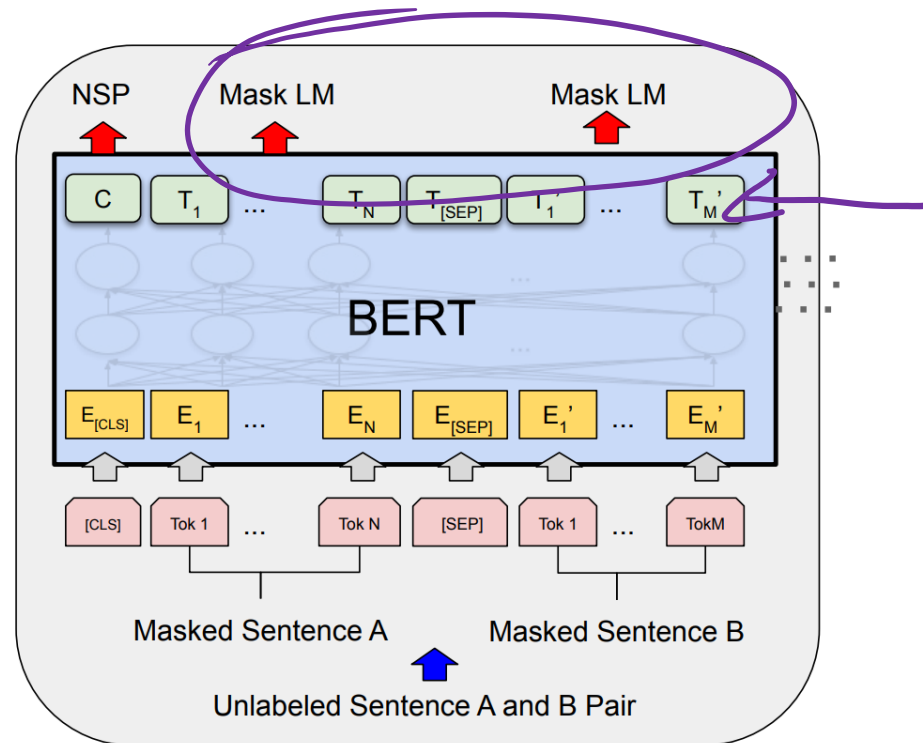 NSP Mask LM Mask LM
C T1 ... TN T[SEP] T1' ... TM'
...
BERT
...
E[CLS] E1 ... EN E[SEP] E1' ... EM'
[CLS] Tok 1 ... Tok N [SEP] Tok 1 ... TokM
Masked Sentence A Masked Sentence B
Unlabeled Sentence A and B Pair